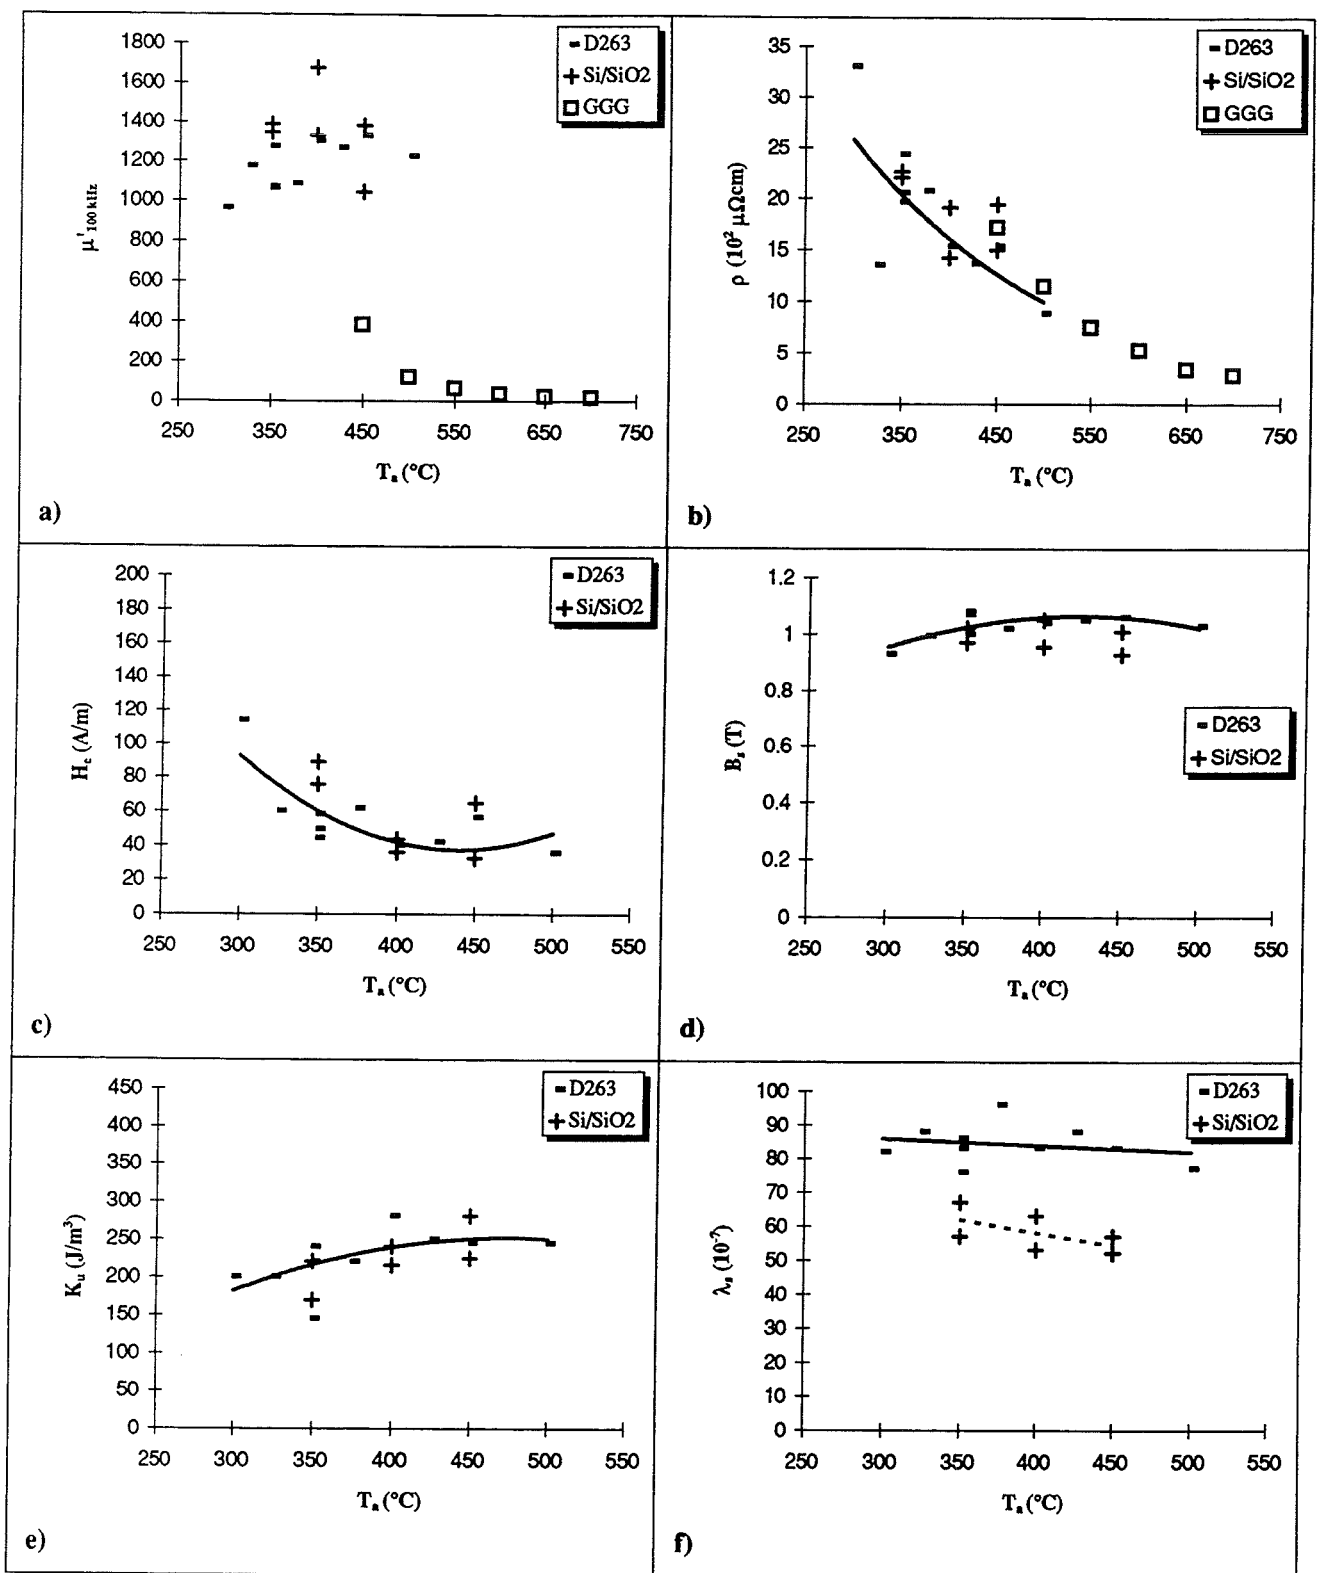 1800
1600
1400
1200
1000
800
600
400
200
0
250 350 450 550 650 750
μ'100 kHz
Ta (°C)
D263
Si/SiO2
GGG
a)
35
30
25
20
15
10
5
0
250 350 450 550 650 750
ρ (10² μΩcm)
Ta (°C)
D263
Si/SiO2
GGG
b)
200
180
160
140
120
100
80
60
40
20
0
250 300 350 400 450 500 550
Hc (A/m)
Ta (°C)
D263
Si/SiO2
c)
1.2
1
0.8
0.6
0.4
0.2
0
250 300 350 400 450 500 550
Bs (T)
Ta (°C)
D263
Si/SiO2
d)
450
400
350
300
250
200
150
100
50
0
250 300 350 400 450 500 550
Ku (J/m³)
Ta (°C)
D263
Si/SiO2
e)
100
90
80
70
60
50
40
30
20
10
0
250 300 350 400 450 500 550
λs (10⁻⁷)
Ta (°C)
D263
Si/SiO2
f)